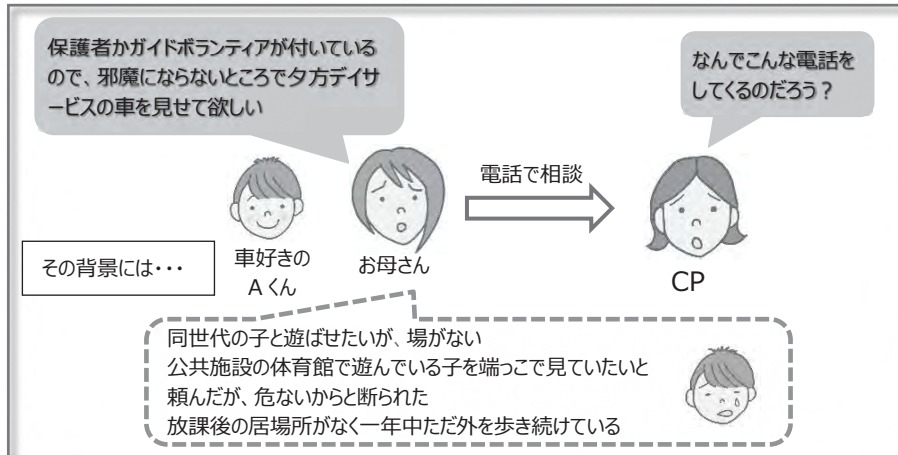 保護者かガイドボランティアが付いている
ので、邪魔にならないところで夕方デイサ
ービスの車を見せて欲しい
なんでこんな電話を
してくるのだろう？
電話で相談
その背景には・・・
車好きの
Aくん
お母さん
CP
同世代の子と遊ばせたいが、場がない
公共施設の体育館で遊んでいる子を端っこで見ていたいと
頼んだが、危ないからと断られた
放課後の居場所がなく一年中ただ外を歩き続けている